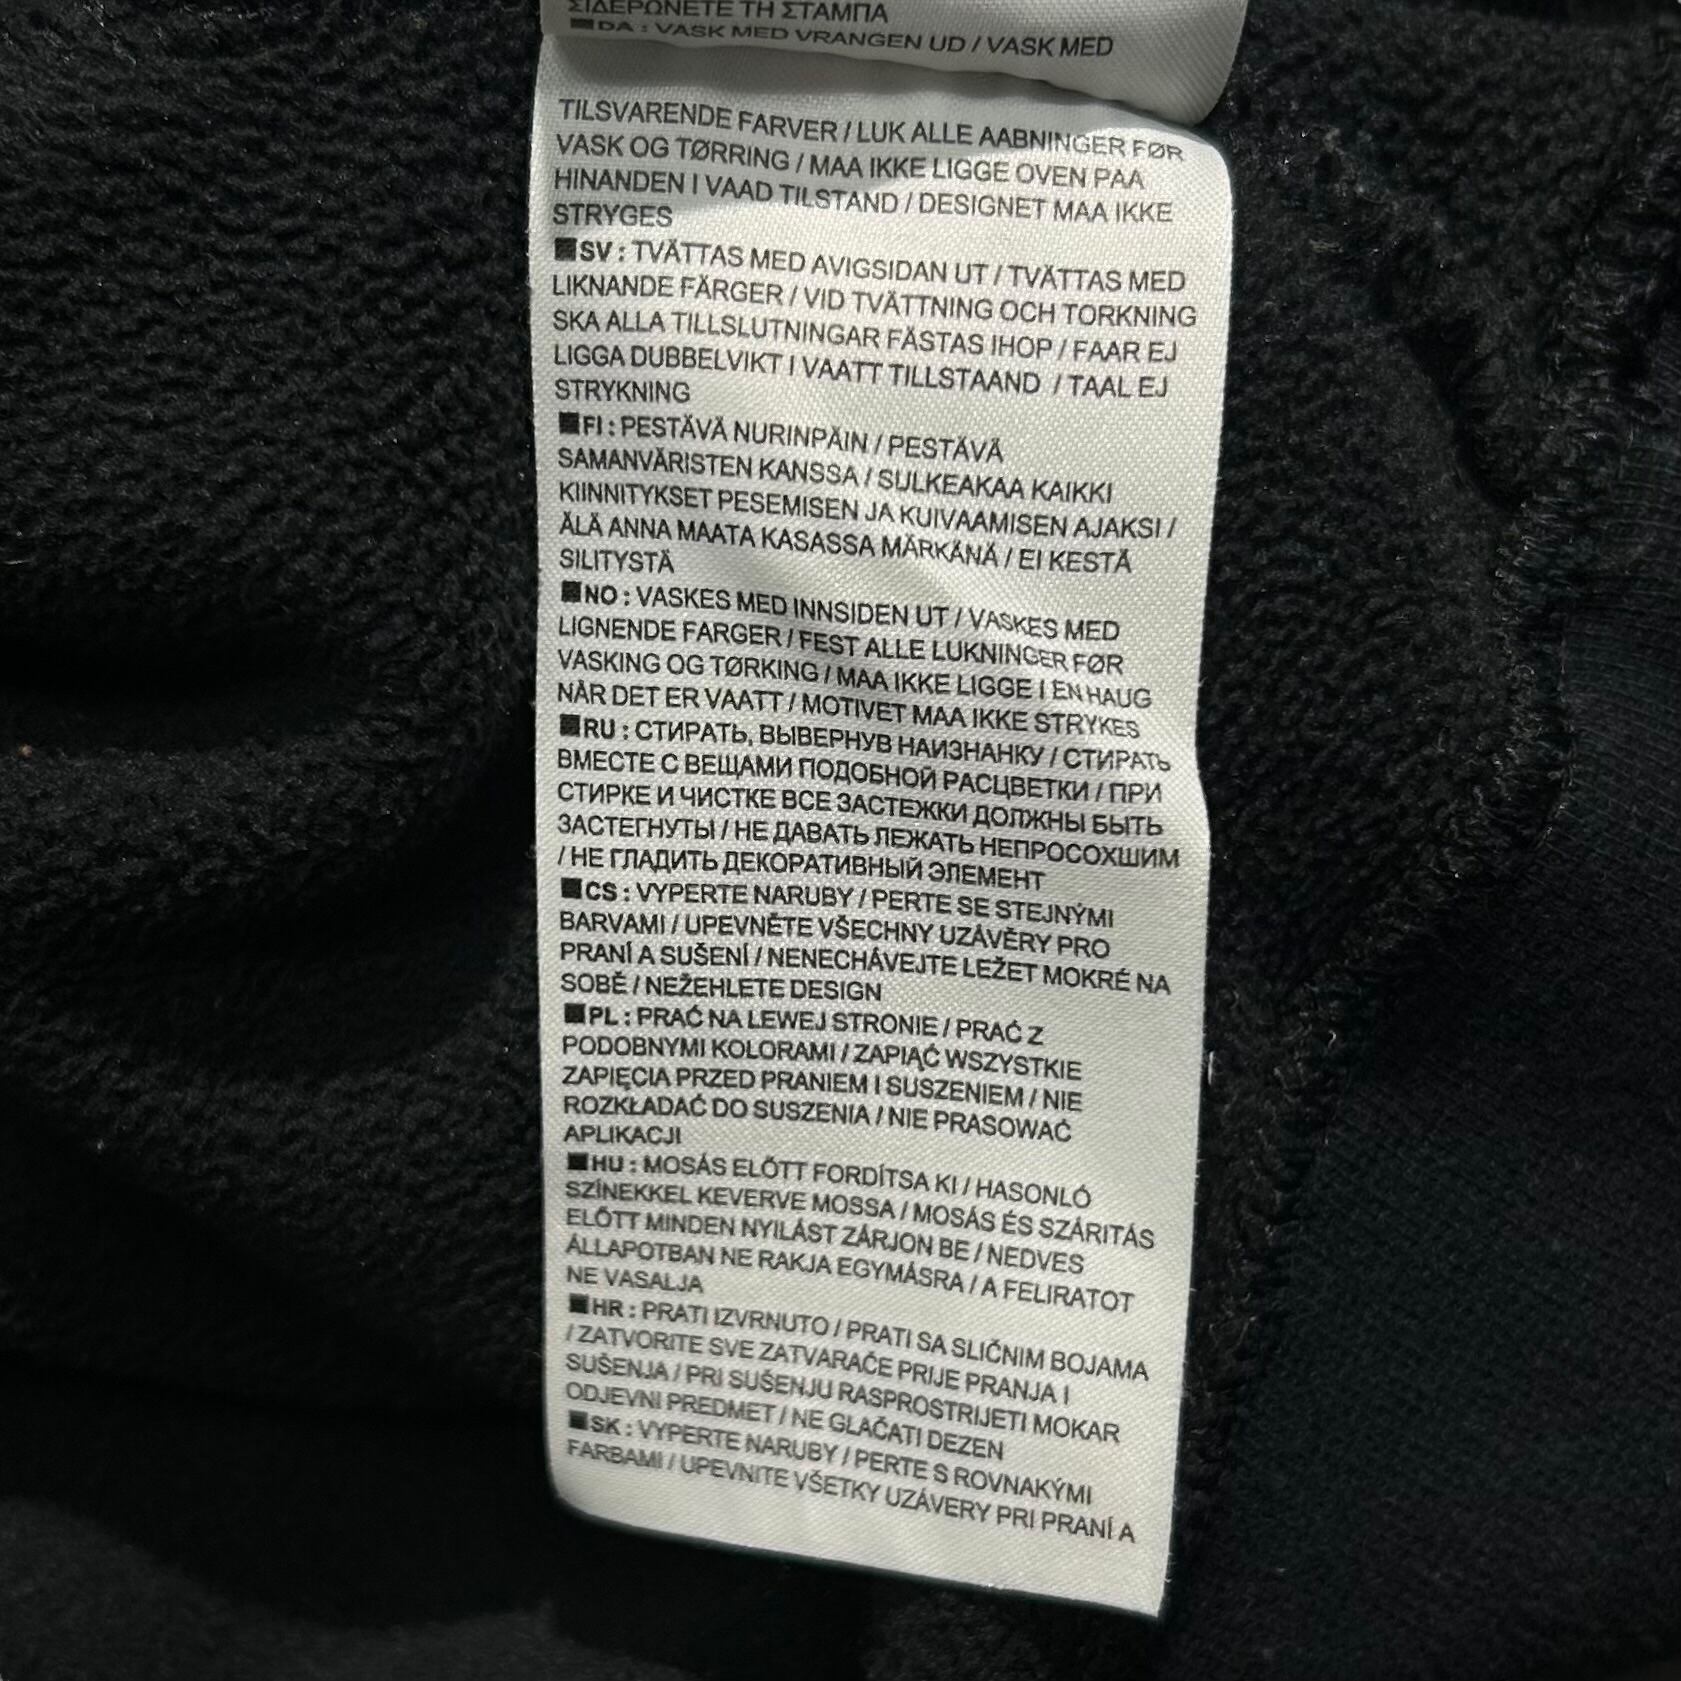 ΣΙΔΕΡΩΝΕΤΕ ΤΗ ΣΤΑΜΠΑ
■DA : VASK MED VRANGEN UD / VASK MED
TILSVARENDE FARVER / LUK ALLE AABNINGER FØR
VASK OG TØRRING / MAA IKKE LIGGE OVEN PAA
HINANDEN I VAAD TILSTAND / DESIGNET MAA IKKE
STRYGES
■SV : TVÄTTAS MED AVIGSIDAN UT / TVÄTTAS MED
LIKNANDE FÄRGER / VID TVÄTTNING OCH TORKNING
SKA ALLA TILLSLUTNINGAR FÄSTAS IHOP / FAAR EJ
LIGGA DUBBELVIKT I VAATT TILLSTAAND / TAAL EJ
STRYKNING
■FI : PESTÄVÄ NURINPÄIN / PESTÄVÄ
SAMANVÄRISTEN KANSSA / SULKEAKAA KAIKKI
KIINNITYKSET PESEMISEN JA KUIVAAMISEN AJAKSI /
ÄLÄ ANNA MAATA KASASSA MÄRKÄNÄ / EI KESTÄ
SILITYSTÄ
■NO : VASKES MED INNSIDEN UT / VASKES MED
LIGNENDE FARGER / FEST ALLE LUKNINGER FØR
VASKING OG TØRKING / MAA IKKE LIGGE I EN HAUG
NÅR DET ER VAATT / MOTIVET MAA IKKE STRYKES
■RU : СТИРАТЬ, ВЫВЕРНУВ НАИЗНАНКУ / СТИРАТЬ
ВМЕСТЕ С ВЕЩАМИ ПОДОБНОЙ РАСЦВЕТКИ / ПРИ
СТИРКЕ И ЧИСТКЕ ВСЕ ЗАСТЕЖКИ ДОЛЖНЫ БЫТЬ
ЗАСТЕГНУТЫ / НЕ ДАВАТЬ ЛЕЖАТЬ НЕПРОСОХШИМ
/ НЕ ГЛАДИТЬ ДЕКОРАТИВНЫЙ ЭЛЕМЕНТ
■CS : VYPERTE NARUBY / PERTE SE STEJNÝMI
BARVAMI / UPEVNĚTE VŠECHNY UZÁVĚRY PRO
PRANÍ A SUŠENÍ / NENECHÁVEJTE LEŽET MOKRÉ NA
SOBĚ / NEŽEHLETE DESIGN
■PL : PRAĆ NA LEWEJ STRONIE / PRAĆ Z
PODOBNYMI KOLORAMI / ZAPIĄĆ WSZYSTKIE
ZAPIĘCIA PRZED PRANIEM I SUSZENIEM / NIE
ROZKŁADAĆ DO SUSZENIA / NIE PRASOWAĆ
APLIKACJI
■HU : MOSÁS ELŐTT FORDÍTSA KI / HASONLÓ
SZÍNEKKEL KEVERVE MOSSA / MOSÁS ÉS SZÁRITÁS
ELŐTT MINDEN NYILÁST ZÁRJON BE / NEDVES
ÁLLAPOTBAN NE RAKJA EGYMÁSRA / A FELIRATOT
NE VASALJA
■HR : PRATI IZVRNUTO / PRATI SA SLIČNIM BOJAMA
/ ZATVORITE SVE ZATVARAČE PRIJE PRANJA I
SUŠENJA / PRI SUŠENJU RASPROSTRIJETI MOKAR
ODJEVNI PREDMET / NE GLAČATI DEZEN
■SK : VYPERTE NARUBY / PERTE S ROVNAKÝMI
FARBAMI / UPEVNITE VŠETKY UZÁVERY PRI PRANÍ A